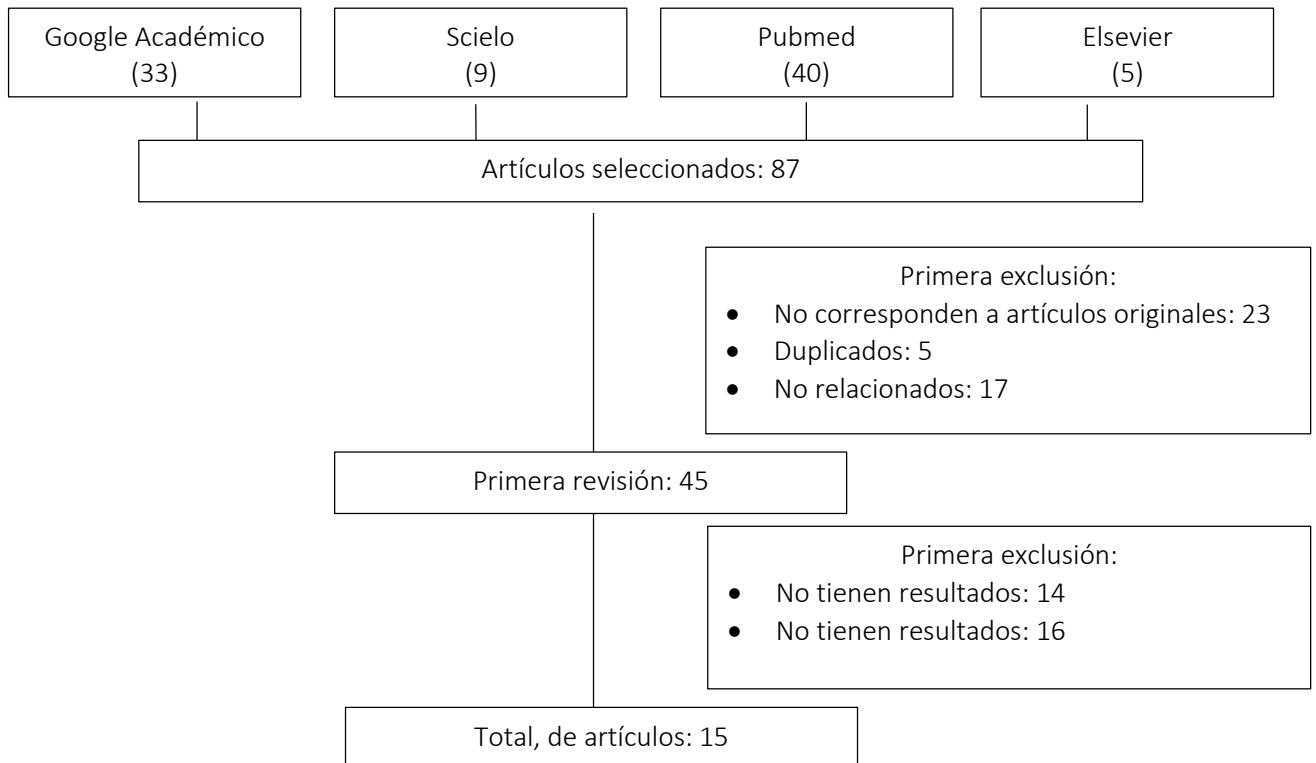 Google Académico
(33)
Scielo
(9)
Pubmed
(40)
Elsevier
(5)
Artículos seleccionados: 87
Primera exclusión:
• No corresponden a artículos originales: 23
• Duplicados: 5
• No relacionados: 17
Primera revisión: 45
Primera exclusión:
• No tienen resultados: 14
• No tienen resultados: 16
Total, de artículos: 15